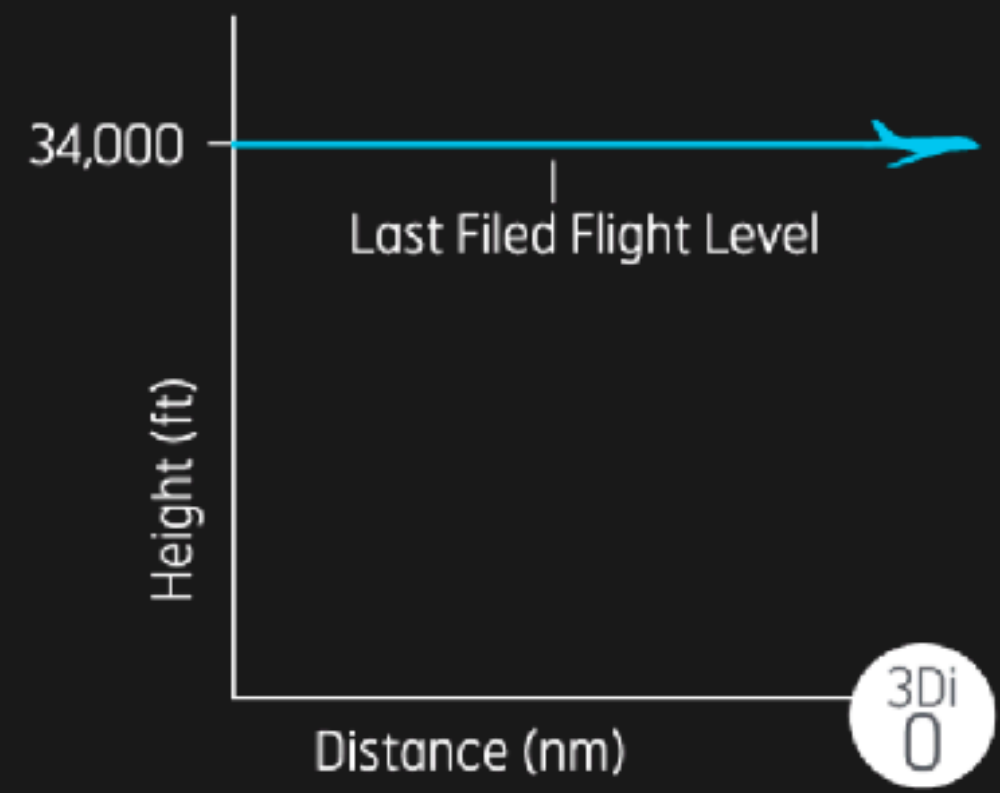 34,000
Last Filed Flight Level
Height (ft)
Distance (nm)
3Di
0